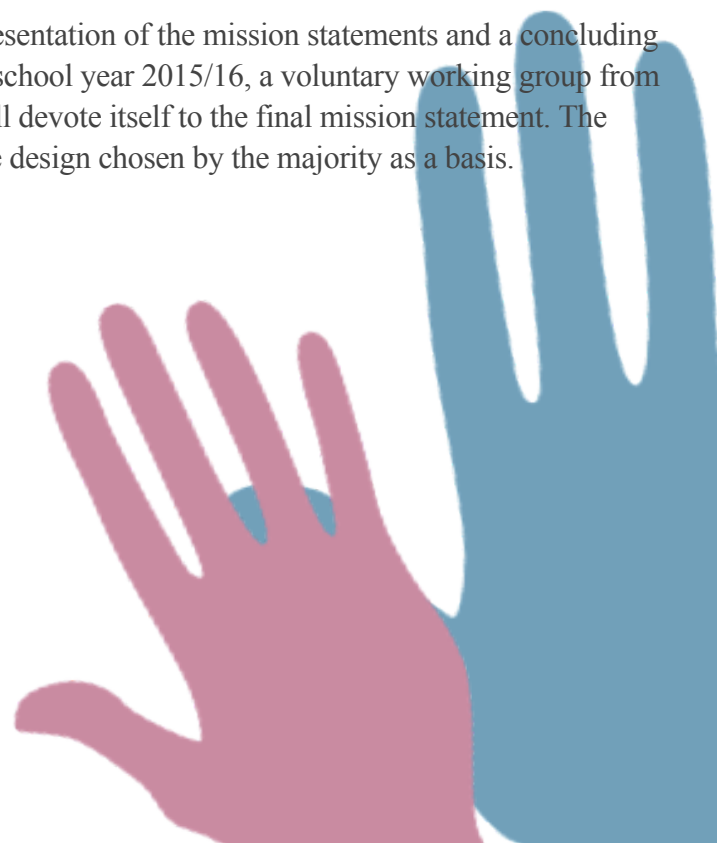 esentation of the mission statements and a concluding
school year 2015/16, a voluntary working group from
ll devote itself to the final mission statement. The
e design chosen by the majority as a basis.